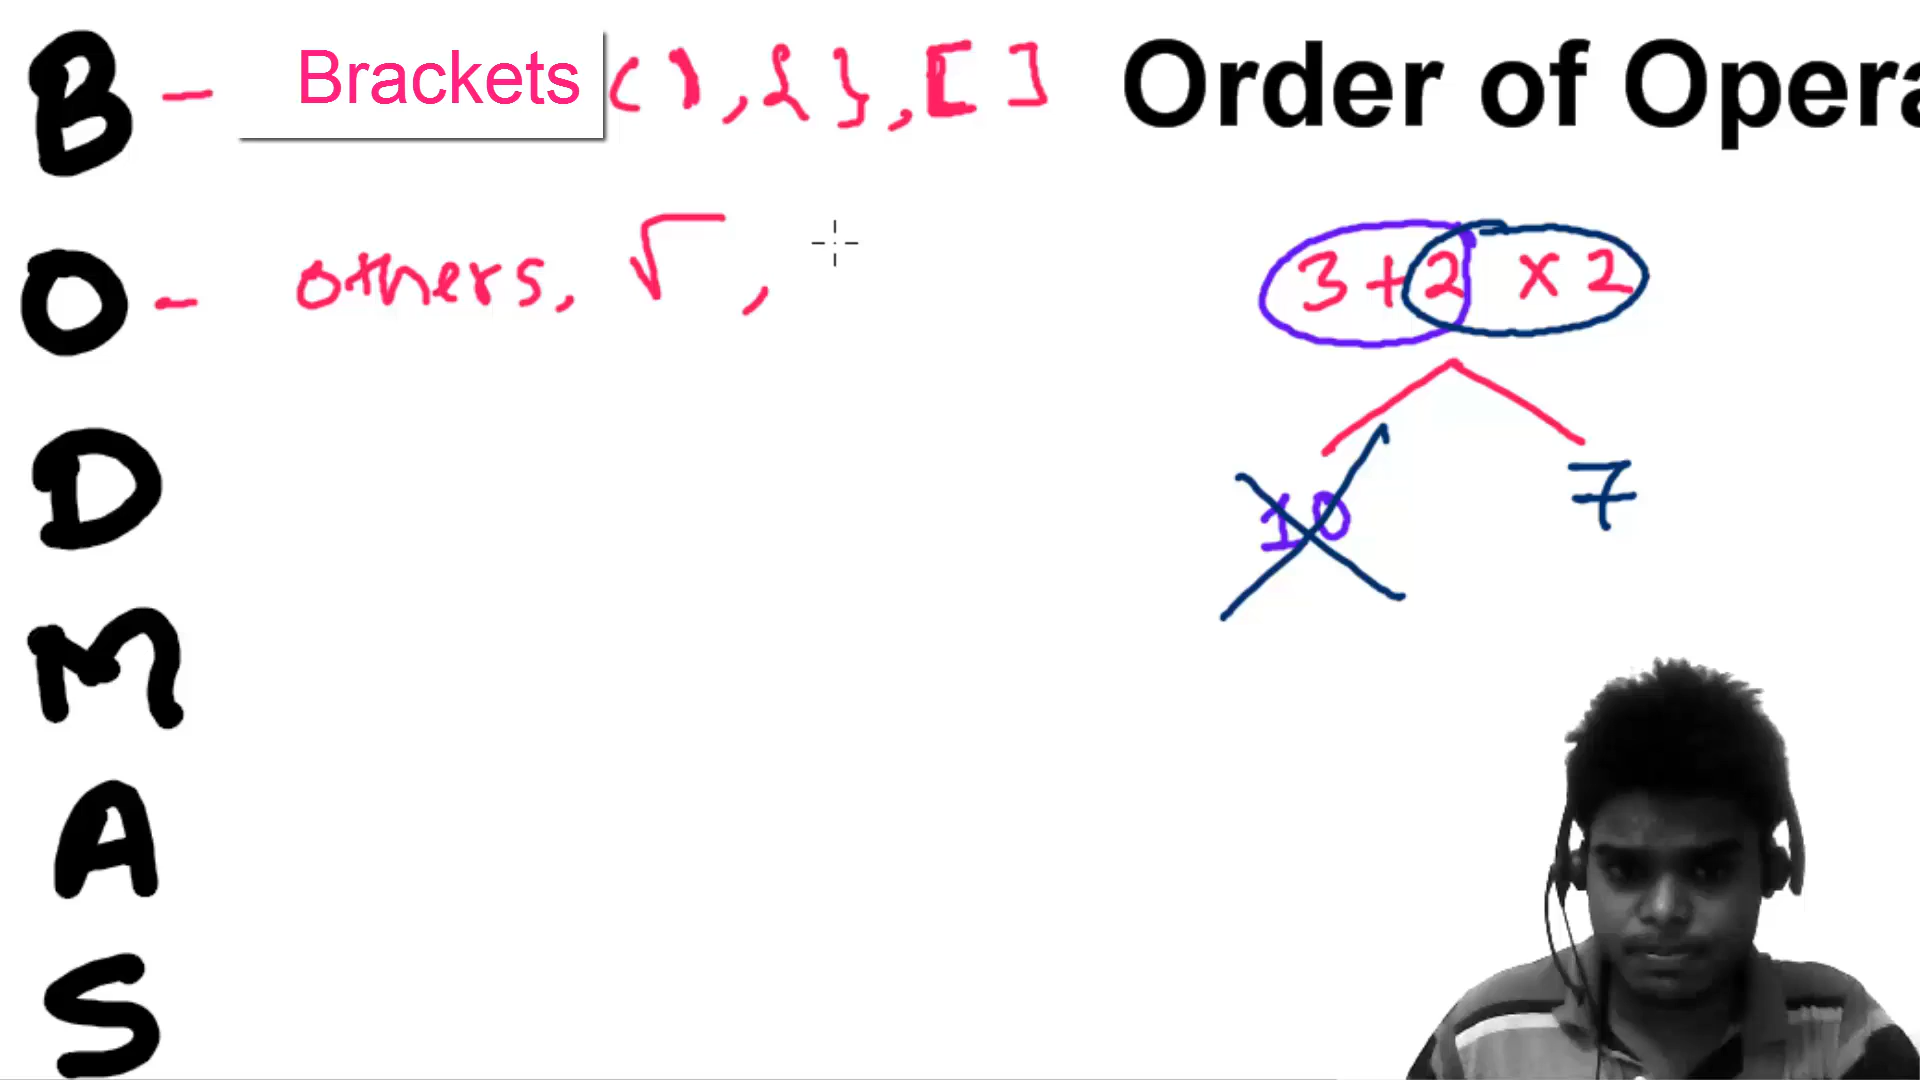 B - Brackets ( ) , { } , [ ]
Order of Opera
O - others, √ ,
3 + 2 × 2
10
7
D
M
A
S